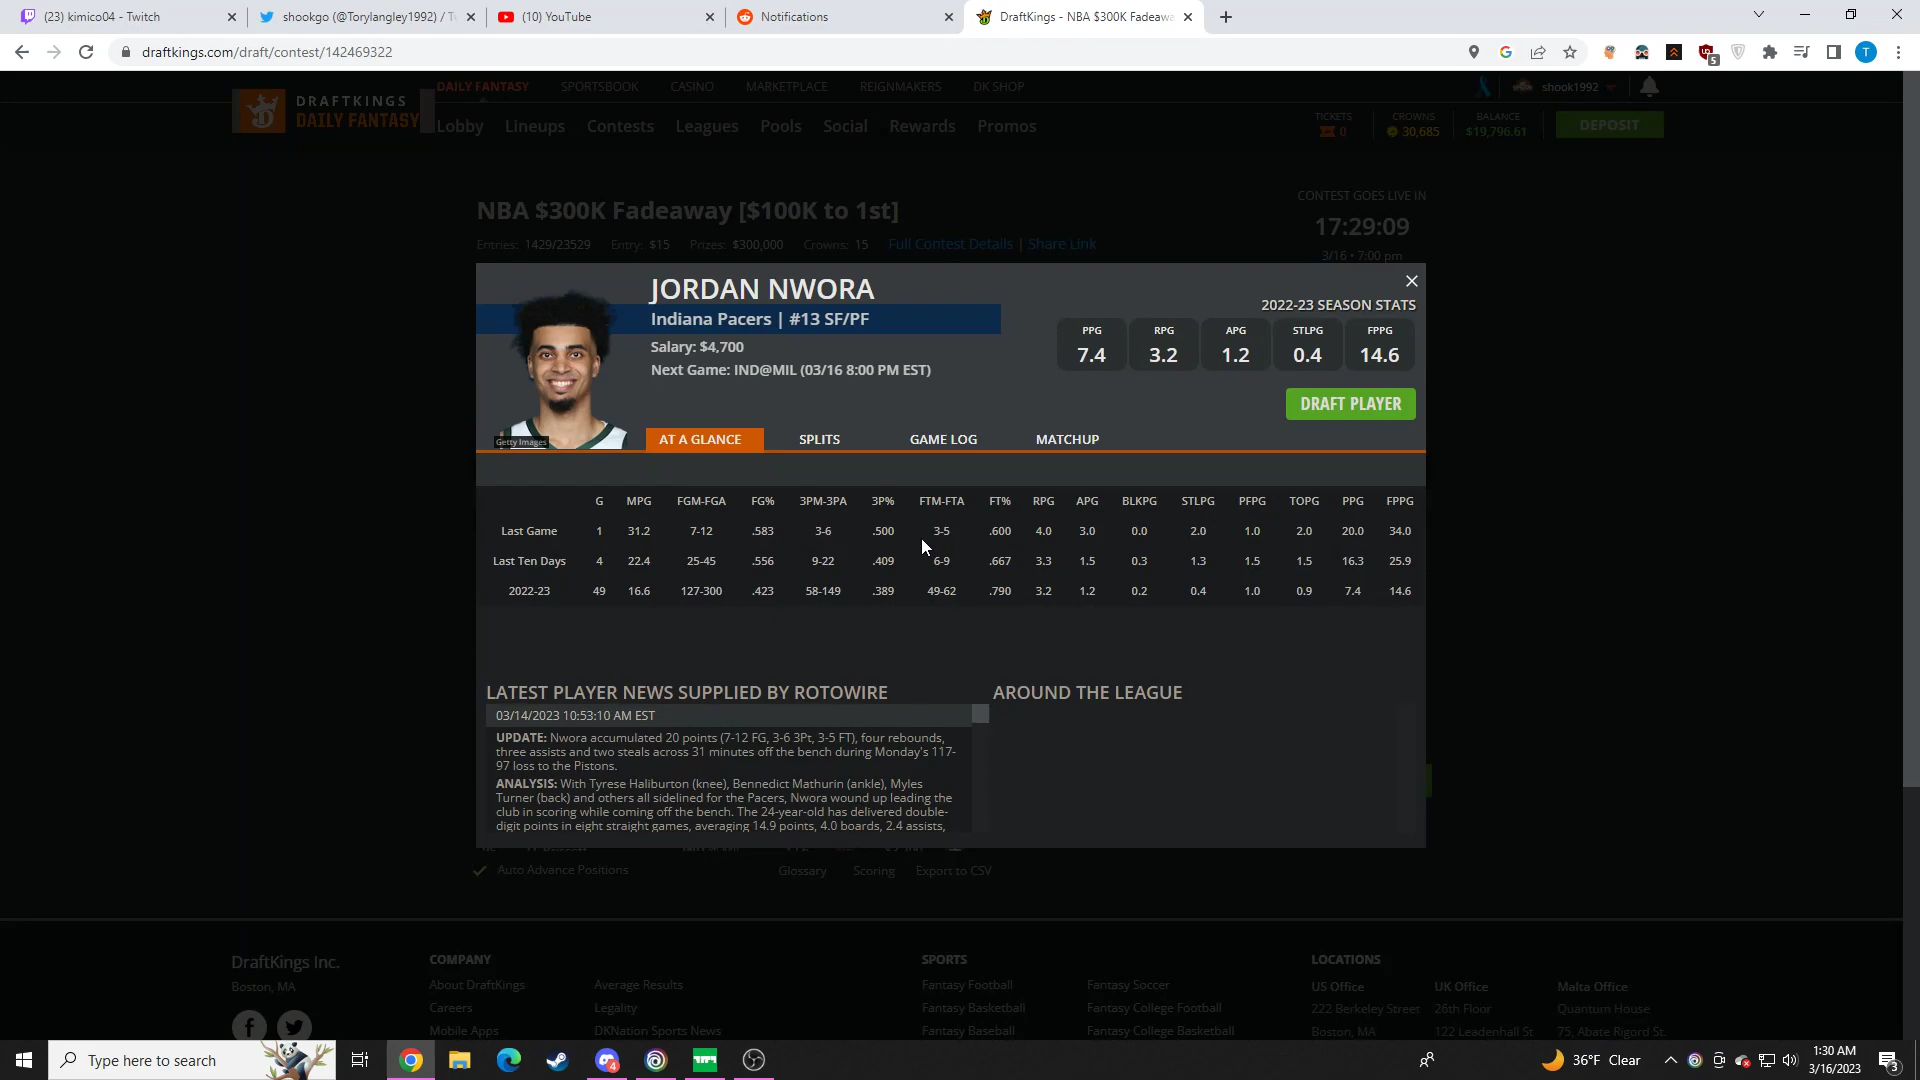 (23) kimico04 - Twitch
shookgo (@Torylangley1992) / Tw
(10) YouTube
Notifications
DraftKings - NBA $300K Fadeawa
draftkings.com/draft/contest/142469322
5
T
DRAFTKINGS
DAILY FANTASY
DAILY FANTASY SPORTSBOOK CASINO MARKETPLACE REIGNMAKERS DK SHOP
shook1992
Lobby Lineups Contests Leagues Pools Social Rewards Promos
TICKETS CROWNS BALANCE
0 30,685 $19,796.61
DEPOSIT
NBA $300K Fadeaway [$100K to 1st]
CONTEST GOES LIVE IN
17:29:09
3/16 • 7:00 pm
Entries: 1429/23529 Entry: $15 Prizes: $300,000 Crowns: 15 Full Contest Details | Share Link
JORDAN NWORA
Indiana Pacers | #13 SF/PF
Salary: $4,700
Next Game: IND@MIL (03/16 8:00 PM EST)
Getty Images
2022-23 SEASON STATS
PPG RPG APG STLPG FPPG
7.4 3.2 1.2 0.4 14.6
DRAFT PLAYER
AT A GLANCE SPLITS GAME LOG MATCHUP
G MPG FGM-FGA FG% 3PM-3PA 3P% FTM-FTA FT% RPG APG BLKPG STLPG PFPG TOPG PPG FPPG
Last Game 1 31.2 7-12 .583 3-6 .500 3-5 .600 4.0 3.0 0.0 2.0 1.0 2.0 20.0 34.0
Last Ten Days 4 22.4 25-45 .556 9-22 .409 6-9 .667 3.3 1.5 0.3 1.3 1.5 1.5 16.3 25.9
2022-23 49 16.6 127-300 .423 58-149 .389 49-62 .790 3.2 1.2 0.2 0.4 1.0 0.9 7.4 14.6
LATEST PLAYER NEWS SUPPLIED BY ROTOWIRE
AROUND THE LEAGUE
03/14/2023 10:53:10 AM EST
UPDATE: Nwora accumulated 20 points (7-12 FG, 3-6 3Pt, 3-5 FT), four rebounds,
three assists and two steals across 31 minutes off the bench during Monday's 117-
97 loss to the Pistons.
ANALYSIS: With Tyrese Haliburton (knee), Bennedict Mathurin (ankle), Myles
Turner (back) and others all sidelined for the Pacers, Nwora wound up leading the
club in scoring while coming off the bench. The 24-year-old has delivered double-
digit points in eight straight games, averaging 14.9 points, 4.0 boards, 2.4 assists,
Auto Advance Positions Glossary Scoring Export to CSV
DraftKings Inc.
Boston, MA
COMPANY
About DraftKings Average Results
Careers Legality
Mobile Apps DKNation Sports News
SPORTS
Fantasy Football Fantasy Soccer
Fantasy Basketball Fantasy College Football
Fantasy Baseball Fantasy College Basketball
LOCATIONS
US Office UK Office Malta Office
222 Berkeley Street 26th Floor Quantum House
Boston, MA 122 Leadenhall St 75, Abate Rigord St.
Type here to search
4
36°F Clear
1:30 AM
3/16/2023
3